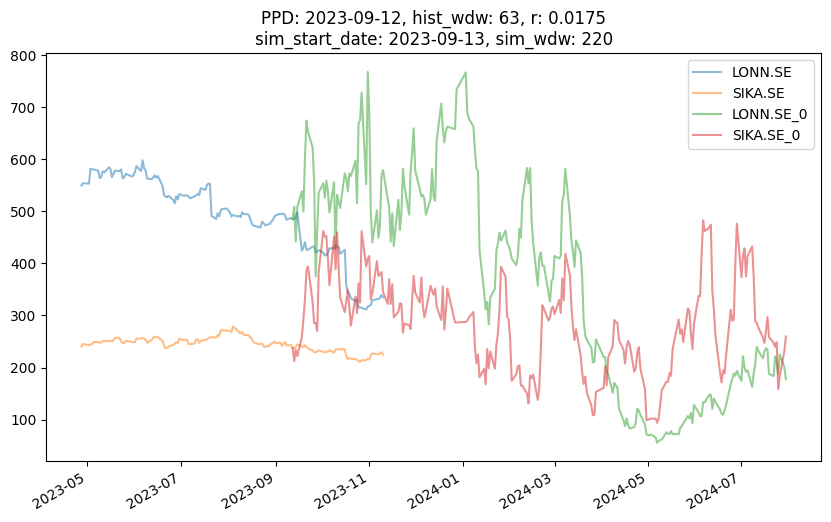 PPD: 2023-09-12, hist_wdw: 63, r: 0.0175
sim_start_date: 2023-09-13, sim_wdw: 220
800
700
600
500
400
300
200
100
LONN.SE
SIKA.SE
LONN.SE_0
SIKA.SE_0
2023-05
2023-07
2023-09
2023-11
2024-01
2024-03
2024-05
2024-07